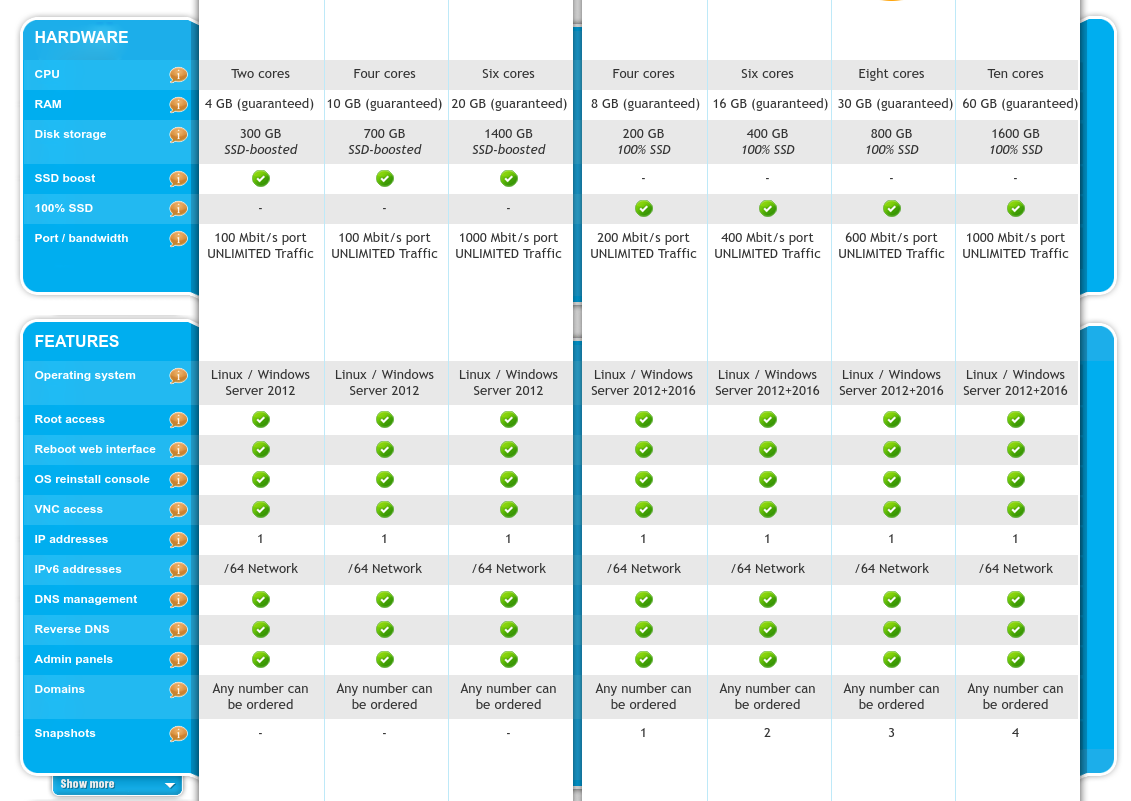 HARDWARE
CPU Two cores Four cores Six cores Four cores Six cores Eight cores Ten cores
RAM 4 GB (guaranteed) 10 GB (guaranteed) 20 GB (guaranteed) 8 GB (guaranteed) 16 GB (guaranteed) 30 GB (guaranteed) 60 GB (guaranteed)
Disk storage 300 GB 700 GB 1400 GB 200 GB 400 GB 800 GB 1600 GB
SSD-boosted SSD-boosted SSD-boosted 100% SSD 100% SSD 100% SSD 100% SSD
SSD boost - - - -
100% SSD - - -
Port / bandwidth 100 Mbit/s port 100 Mbit/s port 1000 Mbit/s port 200 Mbit/s port 400 Mbit/s port 600 Mbit/s port 1000 Mbit/s port
UNLIMITED Traffic UNLIMITED Traffic UNLIMITED Traffic UNLIMITED Traffic UNLIMITED Traffic UNLIMITED Traffic UNLIMITED Traffic
FEATURES
Operating system Linux / Windows Linux / Windows Linux / Windows Linux / Windows Linux / Windows Linux / Windows Linux / Windows
Server 2012 Server 2012 Server 2012 Server 2012+2016 Server 2012+2016 Server 2012+2016 Server 2012+2016
Root access
Reboot web interface
OS reinstall console
VNC access
IP addresses 1 1 1 1 1 1 1
IPv6 addresses /64 Network /64 Network /64 Network /64 Network /64 Network /64 Network /64 Network
DNS management
Reverse DNS
Admin panels
Domains Any number can Any number can Any number can Any number can Any number can Any number can Any number can
be ordered be ordered be ordered be ordered be ordered be ordered be ordered
Snapshots - - - 1 2 3 4
Show more